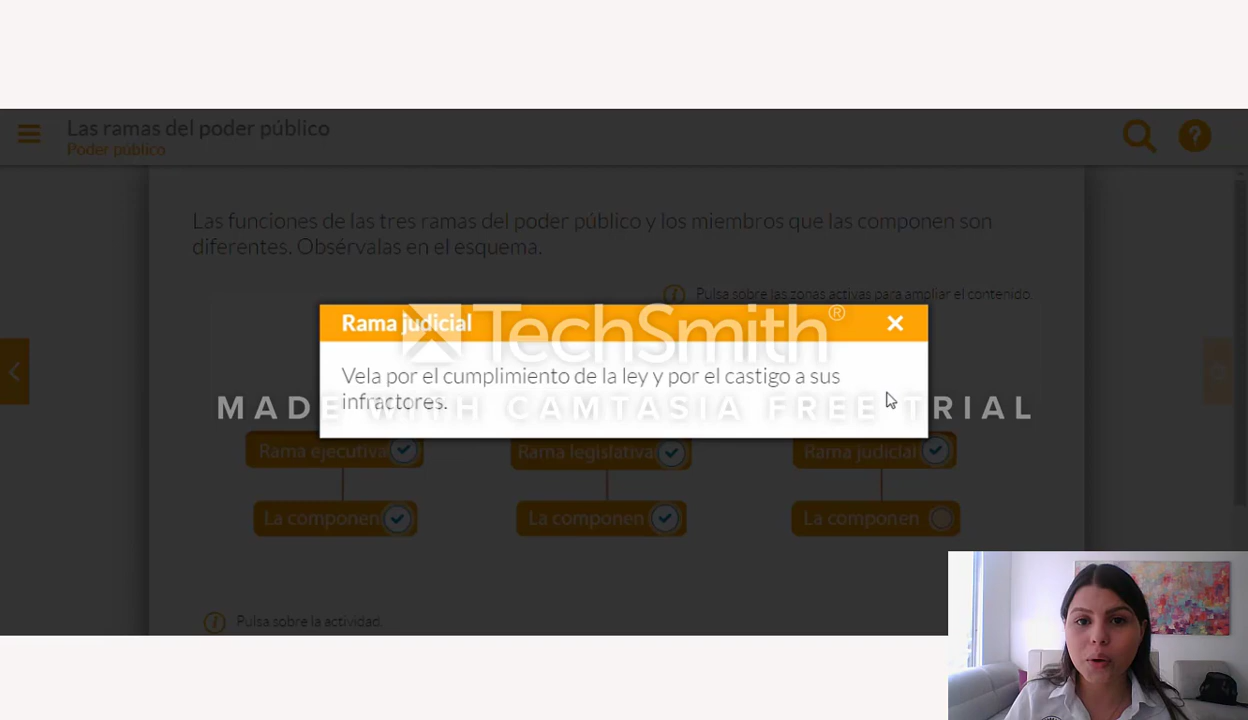 Las ramas del poder público
Poder público
Las funciones de las tres ramas del poder público y los miembros que las componen son
diferentes. Obsérvalas en el esquema.
Pulsa sobre las zonas activas para ampliar el contenido
Rama judicial
TechSmith®
Vela por el cumplimiento de la ley y por el castigo a sus
infractores.
MADE WITH CAMTASIA FREE TRIAL
Rama ejecutiva
Rama legislativa
Rama judicial
La componen
La componen
La componen
Pulsa sobre la actividad.